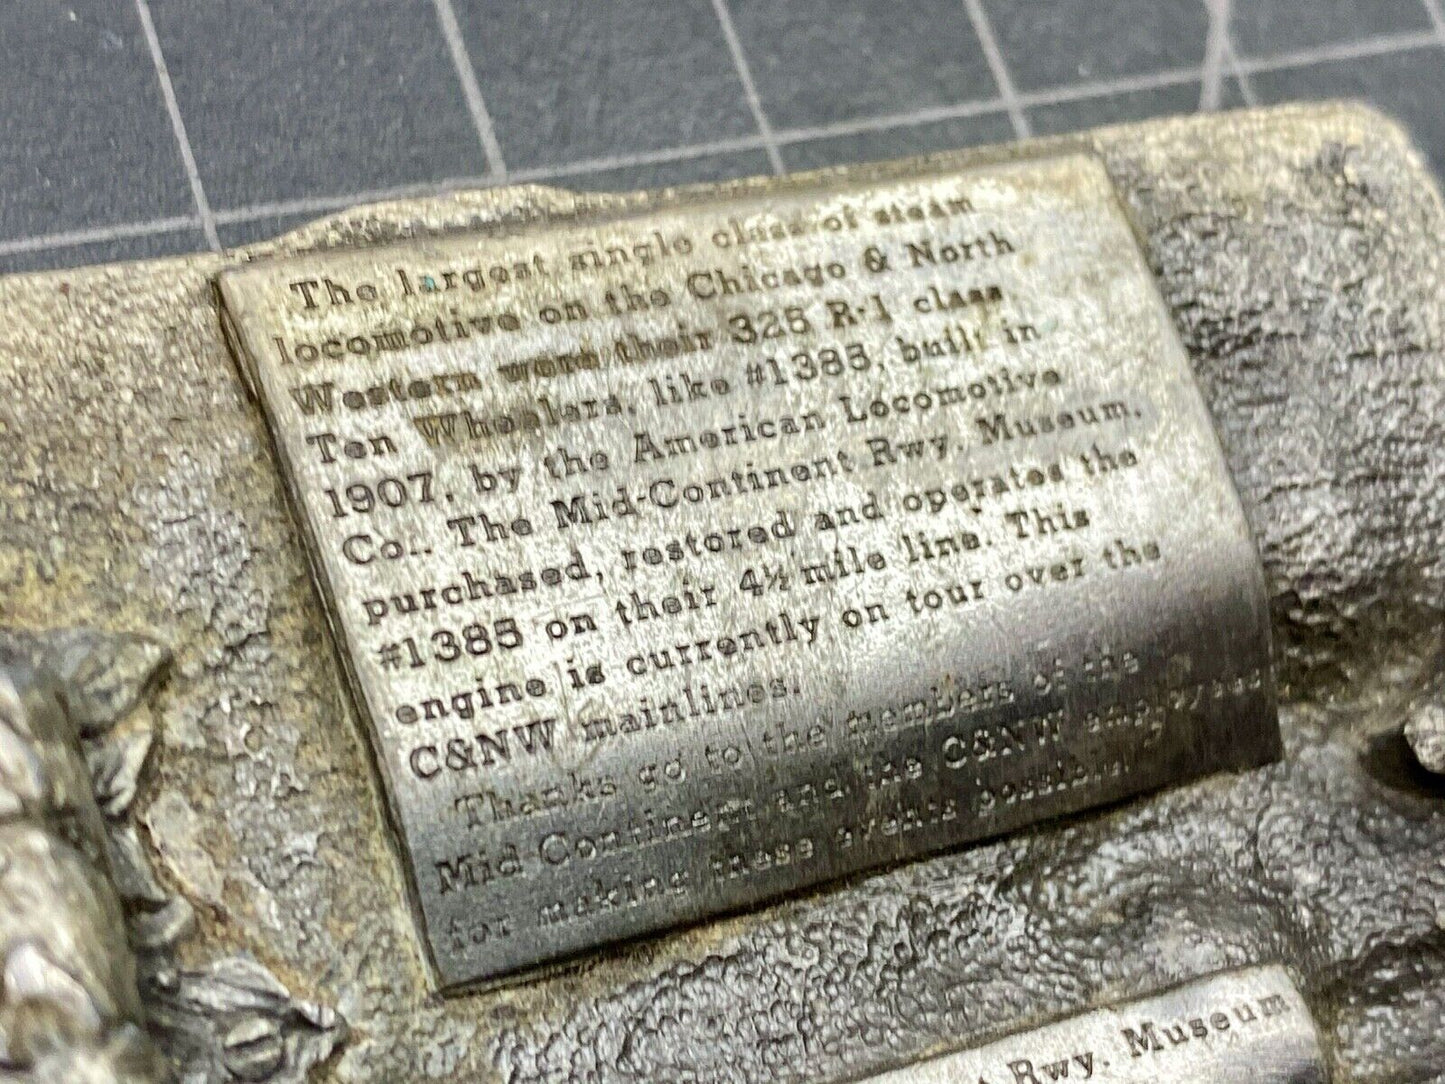 The largest single class of steam
locomotive on the Chicago & North
Western were their 325 R-1 class
Ten Wheelers, like #1385, built in
1907, by the American Locomotive
Co.. The Mid-Continent Rwy. Museum,
purchased, restored and operates the
#1385 on their 4½ mile line. This
engine is currently on tour over the
C&NW mainlines.
Thanks go to the members of the
Mid-Continent and the C&NW employees
for making these events possible.
Rwy. Museum